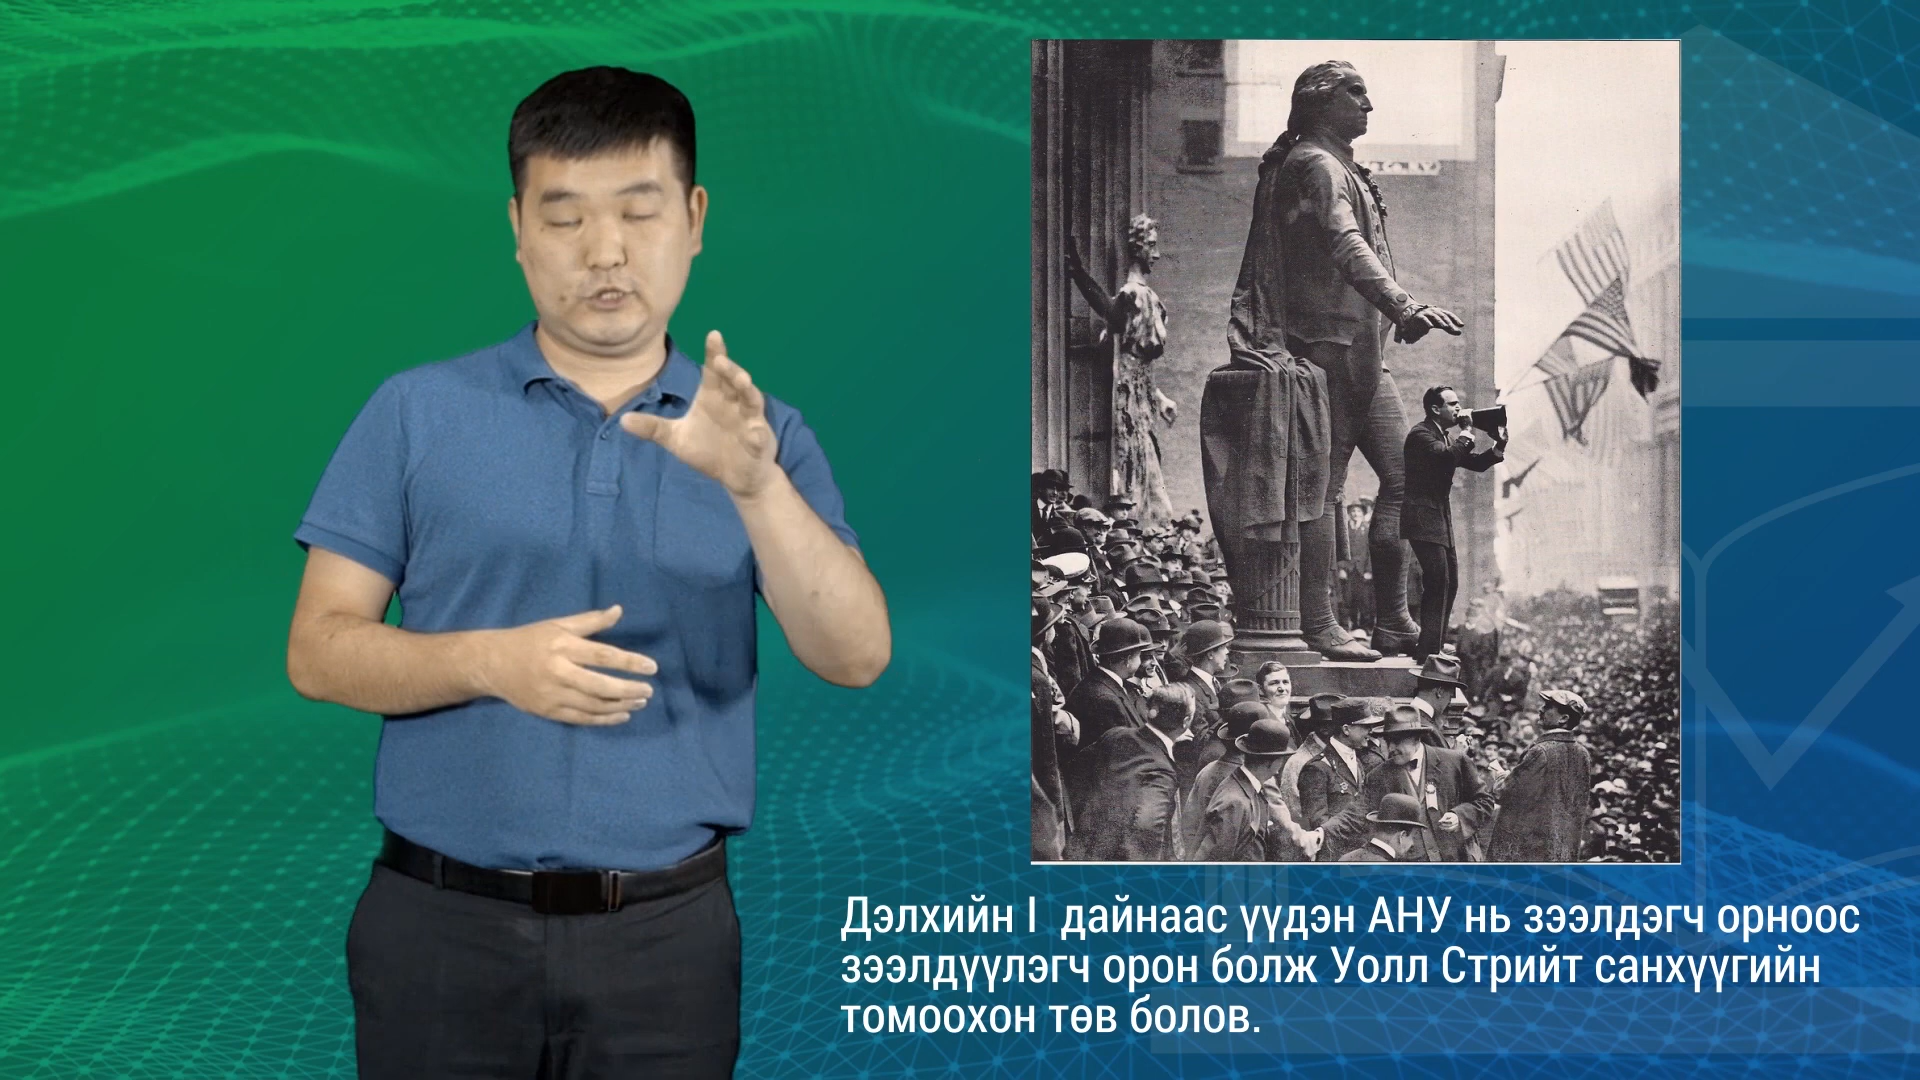 Дэлхийн I дайнаас үүдэн АНУ нь зээлдэгч орноос
зээлдүүлэгч орон болж Уолл Стрийт санхүүгийн
томоохон төв болов.